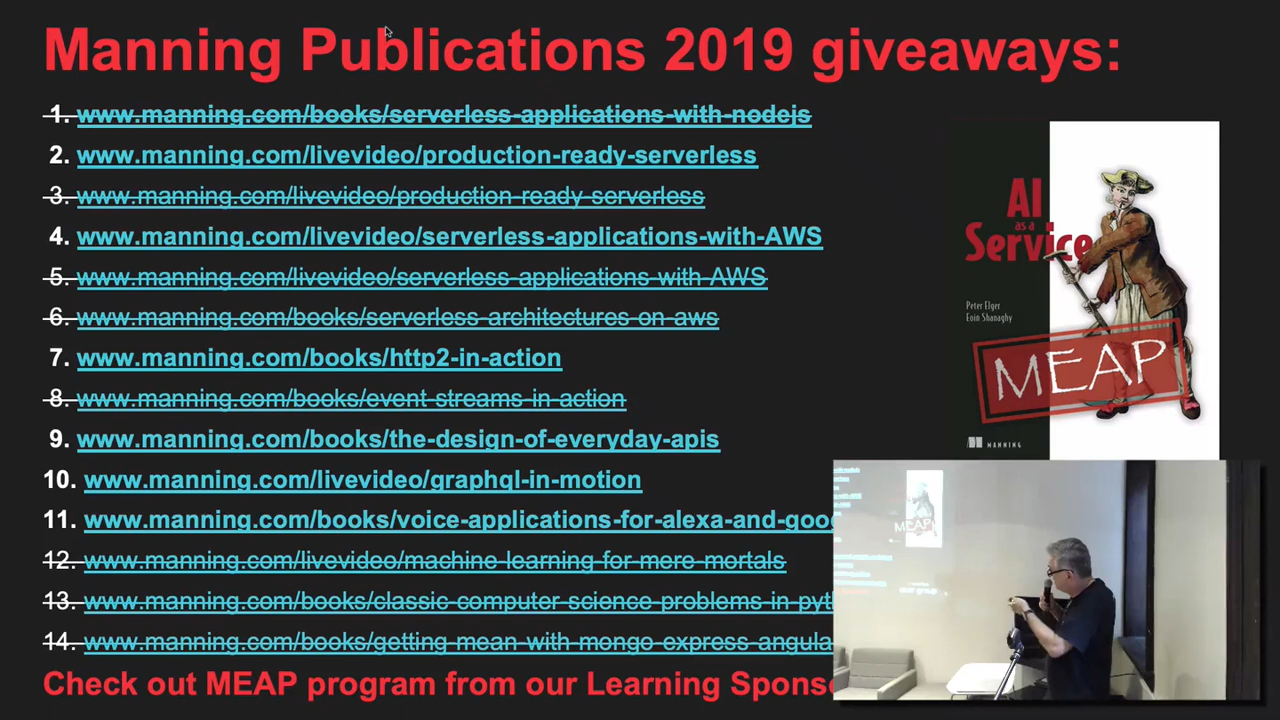 Manning Publications 2019 giveaways:
1. www.manning.com/books/serverless-applications-with-nodejs
2. www.manning.com/livevideo/production-ready-serverless
3. www.manning.com/livevideo/production-ready-serverless
4. www.manning.com/livevideo/serverless-applications-with-AWS
5. www.manning.com/livevideo/serverless-applications-with-AWS
6. www.manning.com/books/serverless-architectures-on-aws
7. www.manning.com/books/http2-in-action
8. www.manning.com/books/event-streams-in-action
9. www.manning.com/books/the-design-of-everyday-apis
10. www.manning.com/livevideo/graphql-in-motion
11. www.manning.com/books/voice-applications-for-alexa-and-goo
12. www.manning.com/livevideo/machine-learning-for-mere-mortals
13. www.manning.com/books/classic-computer-science-problems-in-pyt
14. www.manning.com/books/getting-mean-with-mongo-express-angula
Check out MEAP program from our Learning Spons
AI
as a
Service
Peter Elger
Eoin Shanaghy
MEAP
MANNING
MEAP